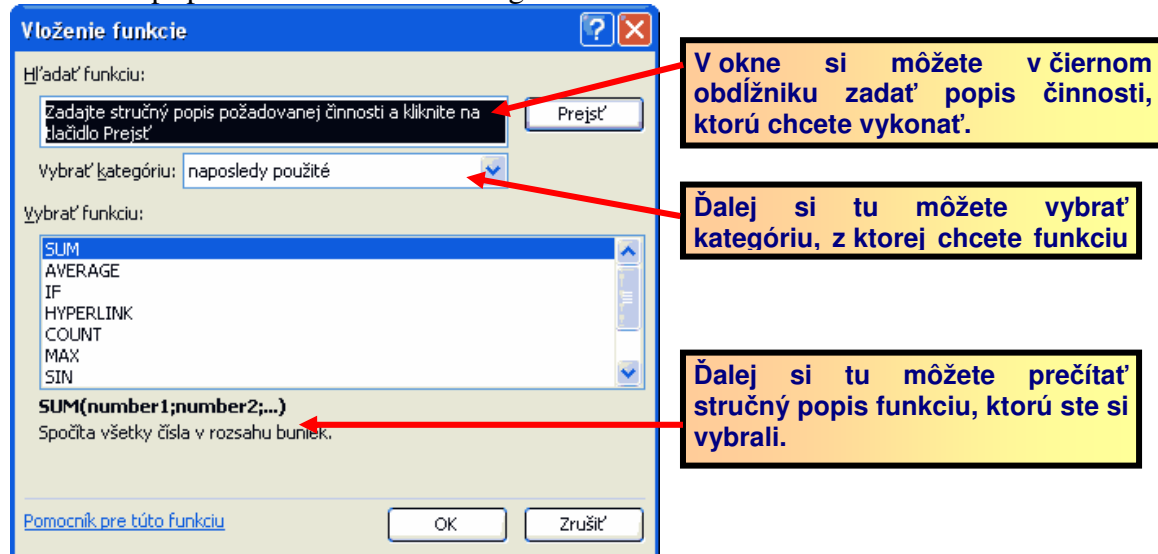 Vloženie funkcie
Hľadať funkciu:
Zadajte stručný popis požadovanej činnosti a kliknite na
tlačidlo Prejsť
Prejsť
Vybrať kategóriu: naposledy použité
Vybrať funkciu:
SUM
AVERAGE
IF
HYPERLINK
COUNT
MAX
SIN
SUM(number1;number2;...)
Spočíta všetky čísla v rozsahu buniek.
Pomocník pre túto funkciu
OK
Zrušiť
V okne si môžete v čiernom
obdĺžniku zadať popis činnosti,
ktorú chcete vykonať.
Ďalej si tu môžete vybrať
kategóriu, z ktorej chcete funkciu
Ďalej si tu môžete prečítať
stručný popis funkciu, ktorú ste si
vybrali.